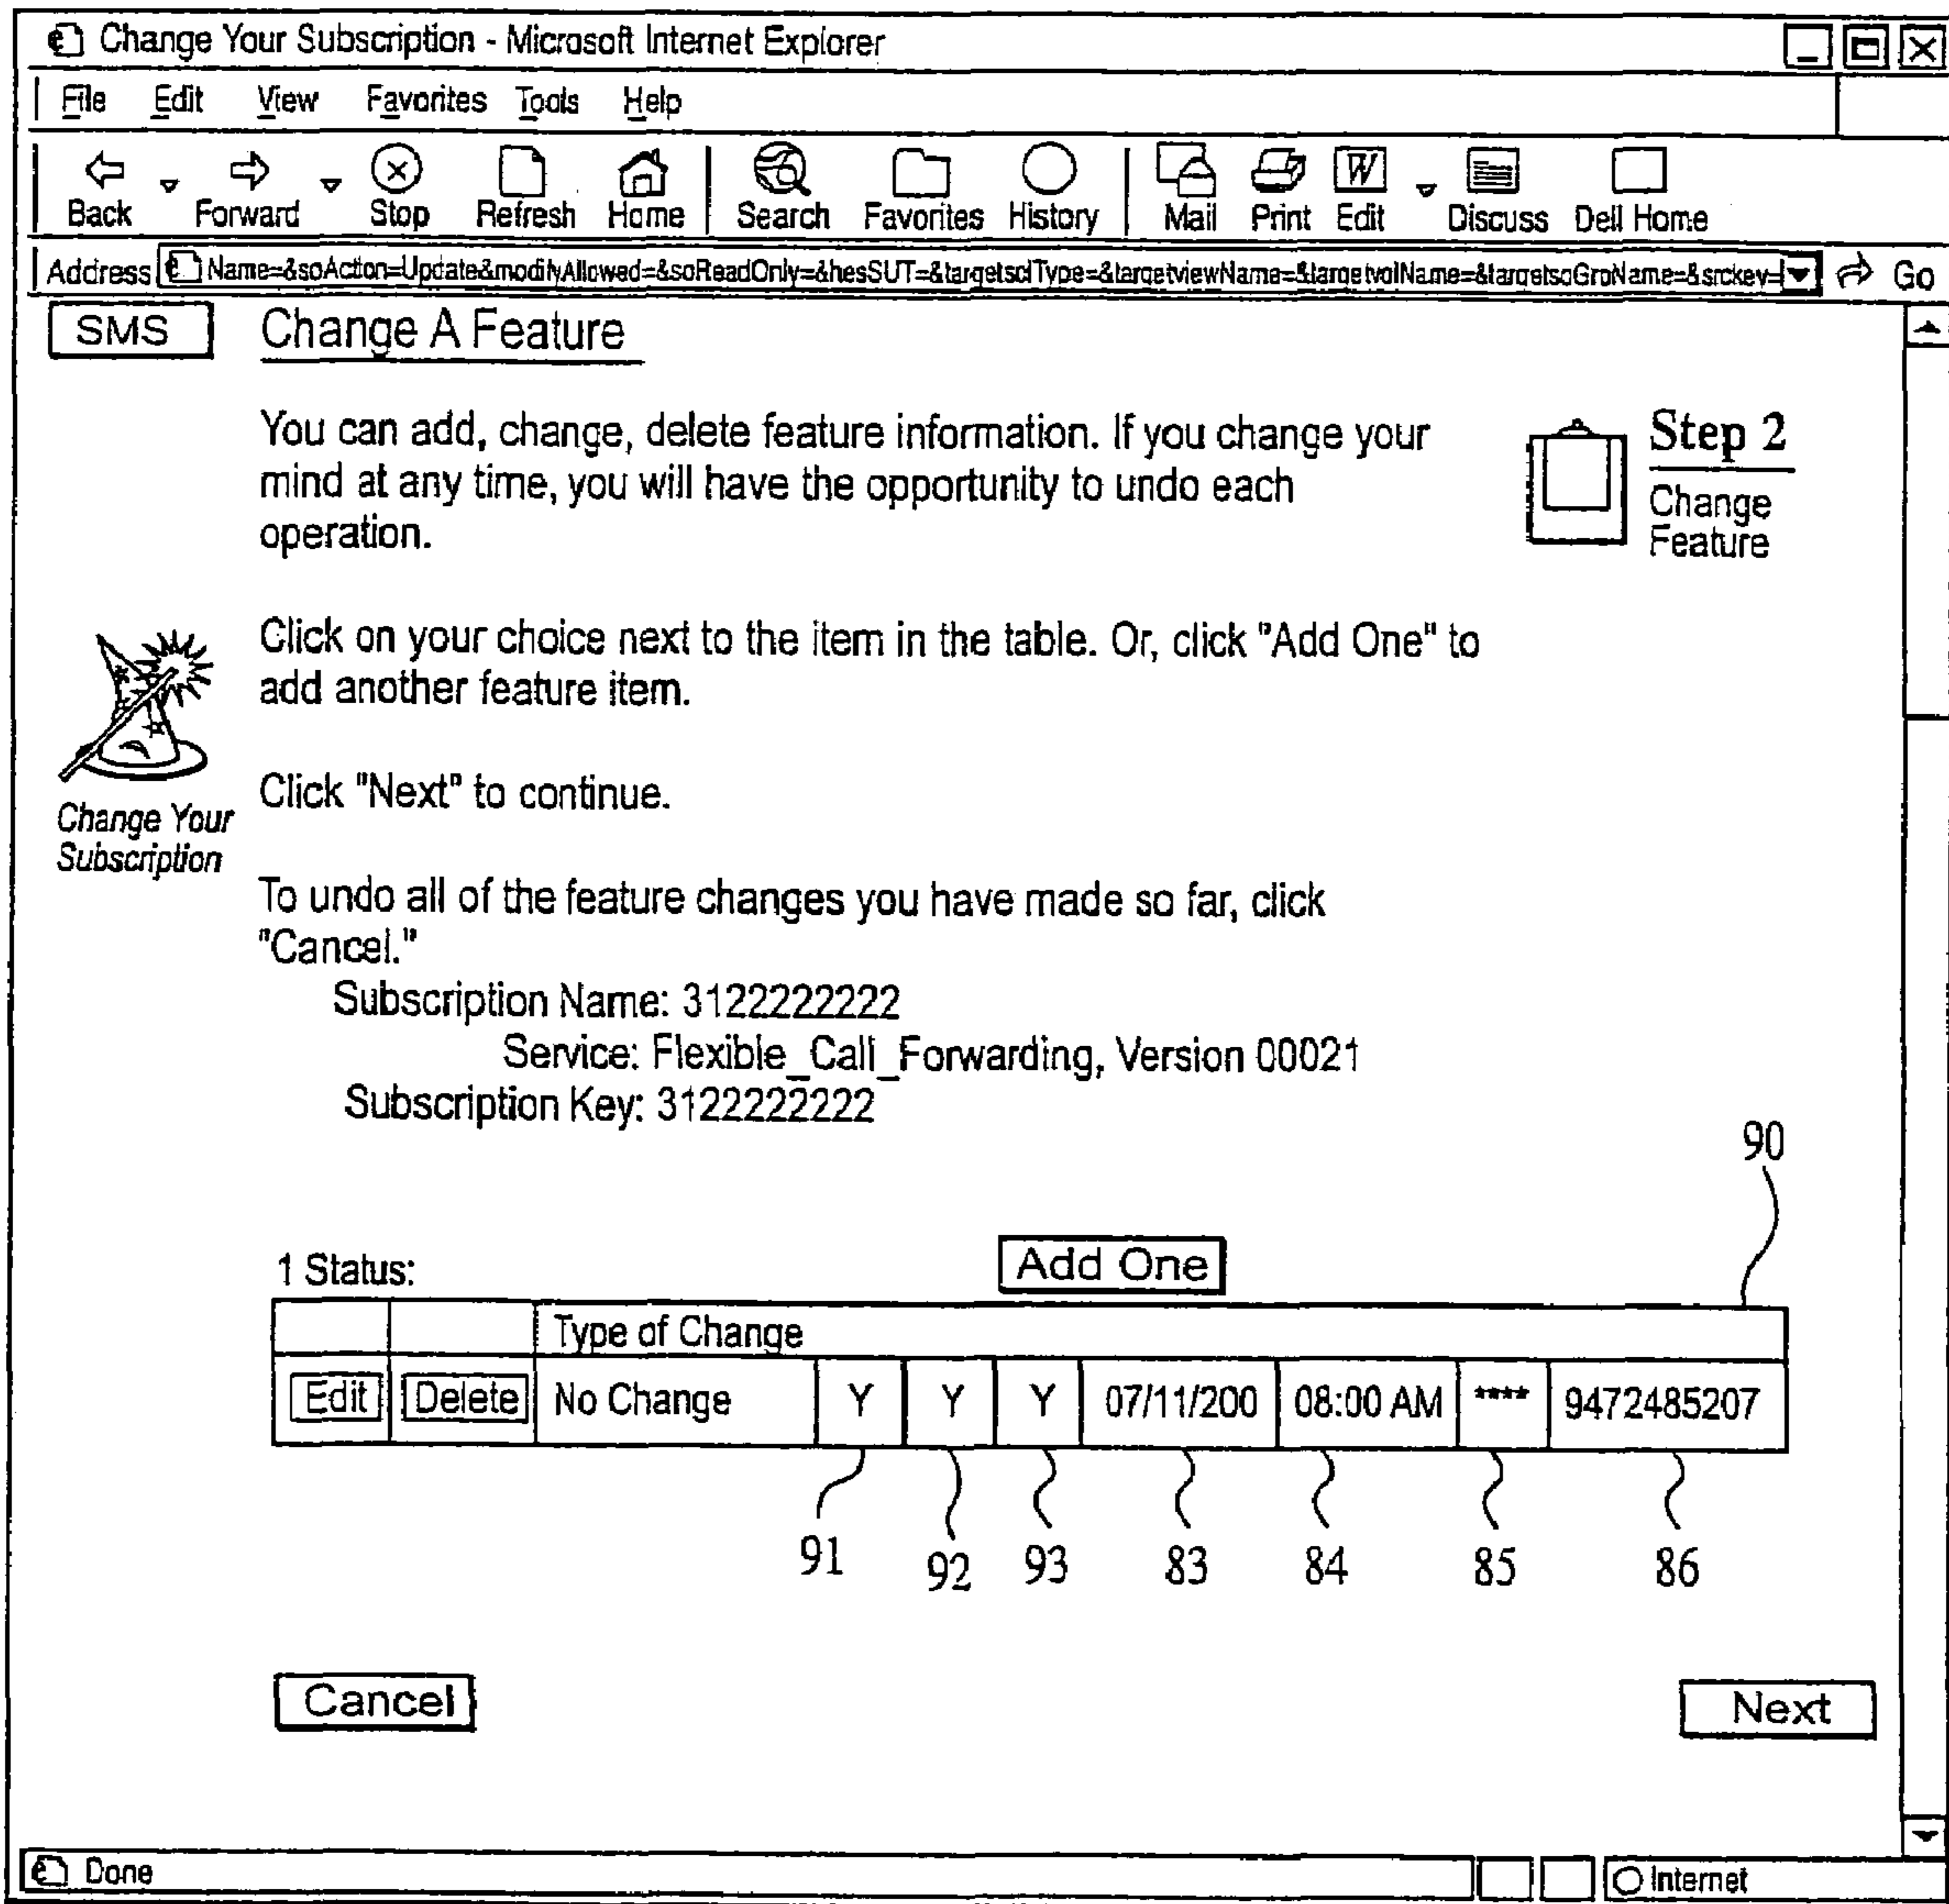 Change Your Subscription - Microsoft Internet Explorer
File Edit View Favorites Tools Help
Back Forward Stop Refresh Home Search Favorites History Mail Print Edit Discuss Dell Home
Address Name=&soAction=Update&modifyAllowed=&soReadOnly=&hesSUT=&targetsclType=&targetviewName=&targetvolName=&targetsoGrpName=&srckey= Go
SMS Change A Feature
You can add, change, delete feature information. If you change your
mind at any time, you will have the opportunity to undo each
operation.
Step 2
Change
Feature
Click on your choice next to the item in the table. Or, click "Add One" to
add another feature item.
Click "Next" to continue.
Change Your
Subscription
To undo all of the feature changes you have made so far, click
"Cancel."
Subscription Name: 3122222222
Service: Flexible_Call_Forwarding, Version 00021
Subscription Key: 3122222222
90
1 Status: Add One
Type of Change
Edit Delete No Change Y Y Y 07/11/200 08:00 AM **** 9472485207
91 92 93 83 84 85 86
Cancel Next
Done Internet